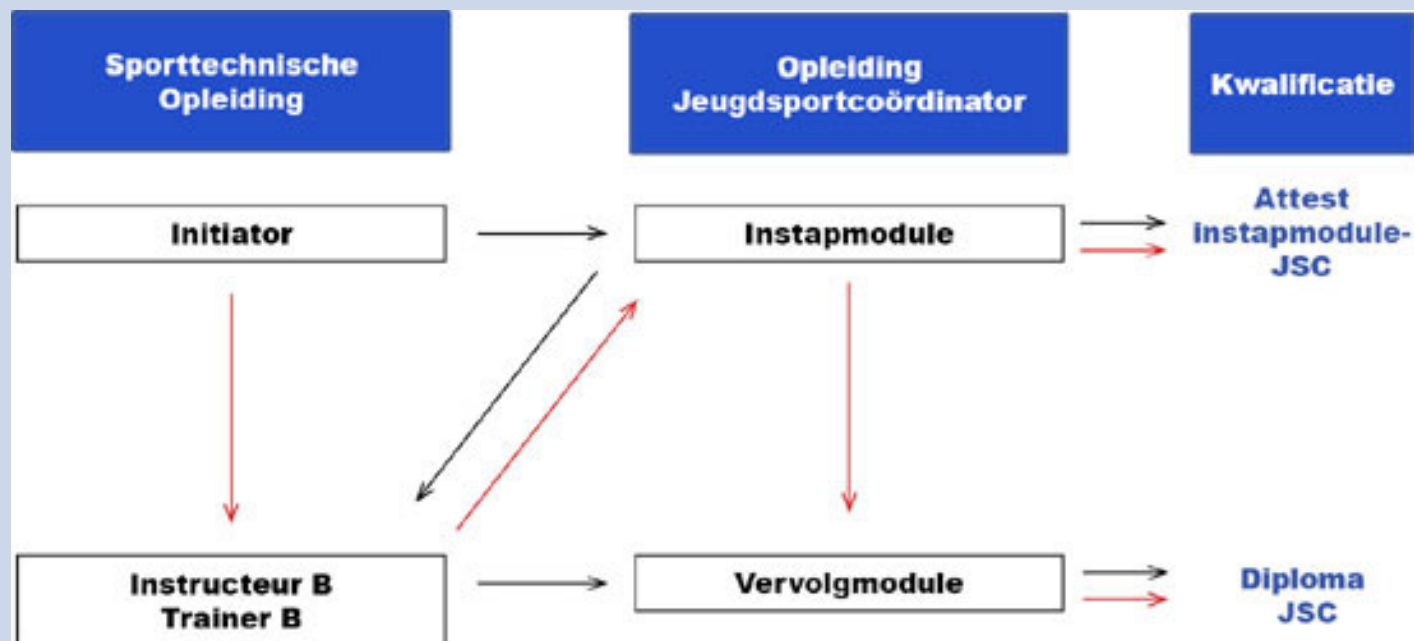 Sporttechnische
Opleiding
Opleiding
Jeugdsportcoördinator
Kwalificatie
Initiator
Instapmodule
Attest
instapmodule-
JSC
Instructeur B
Trainer B
Vervolgmodule
Diploma
JSC